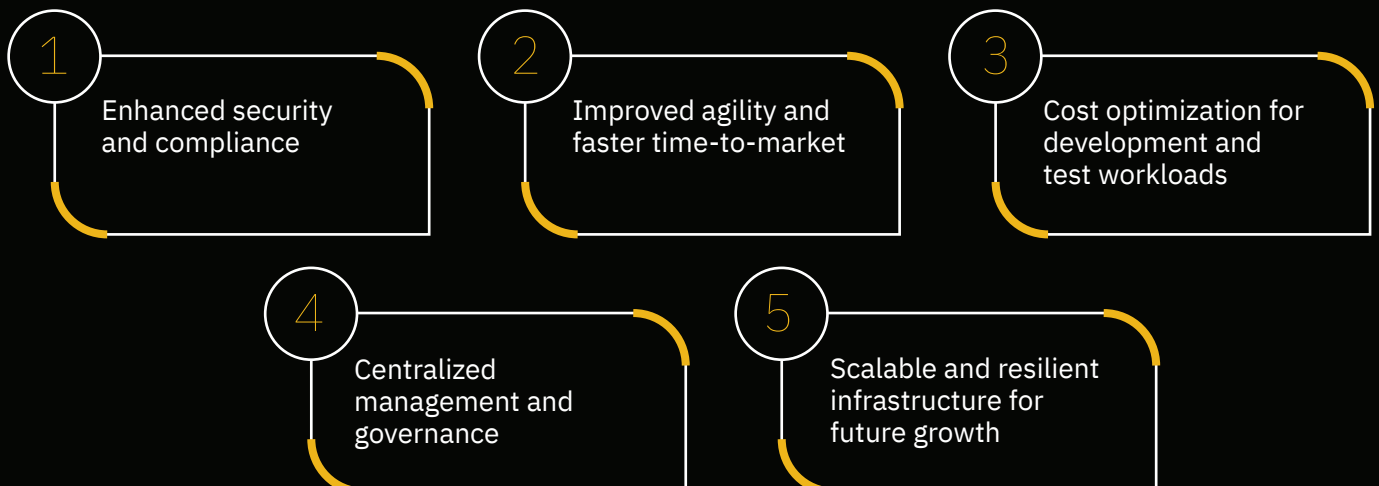 1
Enhanced security
and compliance
2
Improved agility and
faster time-to-market
3
Cost optimization for
development and
test workloads
4
Centralized
management and
governance
5
Scalable and resilient
infrastructure for
future growth